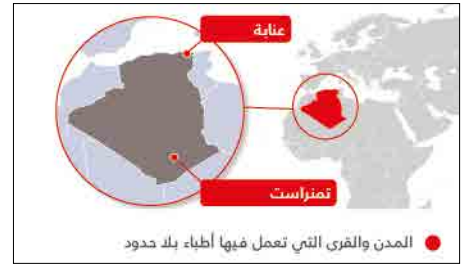 عنابة
تمنراست
المدن والقرى التي تعمل فيها أطباء بلا حدود